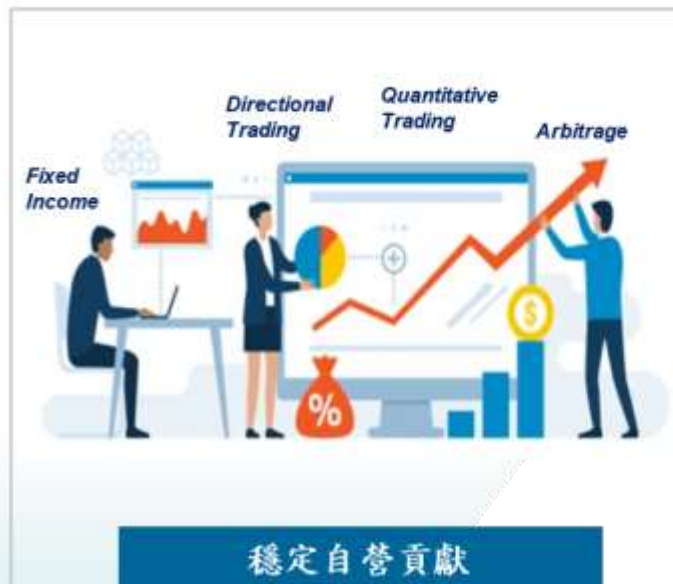 Directional
Trading
Quantitative
Trading
Arbitrage
Fixed
Income
%
$
穩定自營貢獻